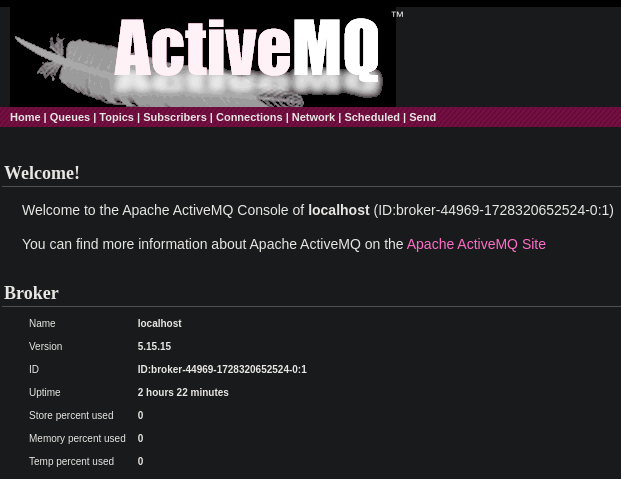 ActiveMQ™
Home | Queues | Topics | Subscribers | Connections | Network | Scheduled | Send
Welcome!
Welcome to the Apache ActiveMQ Console of localhost (ID:broker-44969-1728320652524-0:1)
You can find more information about Apache ActiveMQ on the Apache ActiveMQ Site
Broker
Name localhost
Version 5.15.15
ID ID:broker-44969-1728320652524-0:1
Uptime 2 hours 22 minutes
Store percent used 0
Memory percent used 0
Temp percent used 0